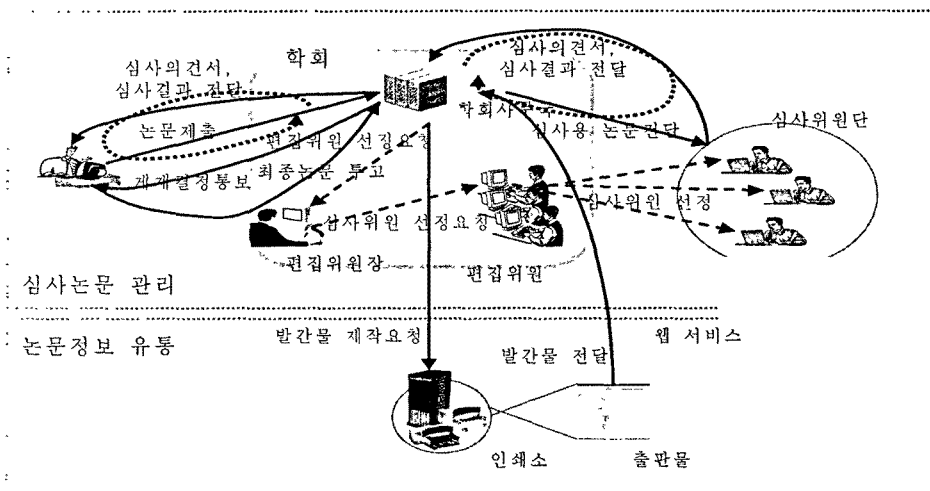 학회
심사의견서,
심사결과 전달
심사의견서,
심사결과 전달
논문제출
편집위원 선정요청
심사용 논문전달
심사위원단
게재결정통보
최종논문 투고
심사위원 선정요청
심사위원 선정
편집위원장
편집위원
심사논문 관리
논문정보 유통
발간물 제작요청
웹 서비스
발간물 전달
인쇄소
출판물